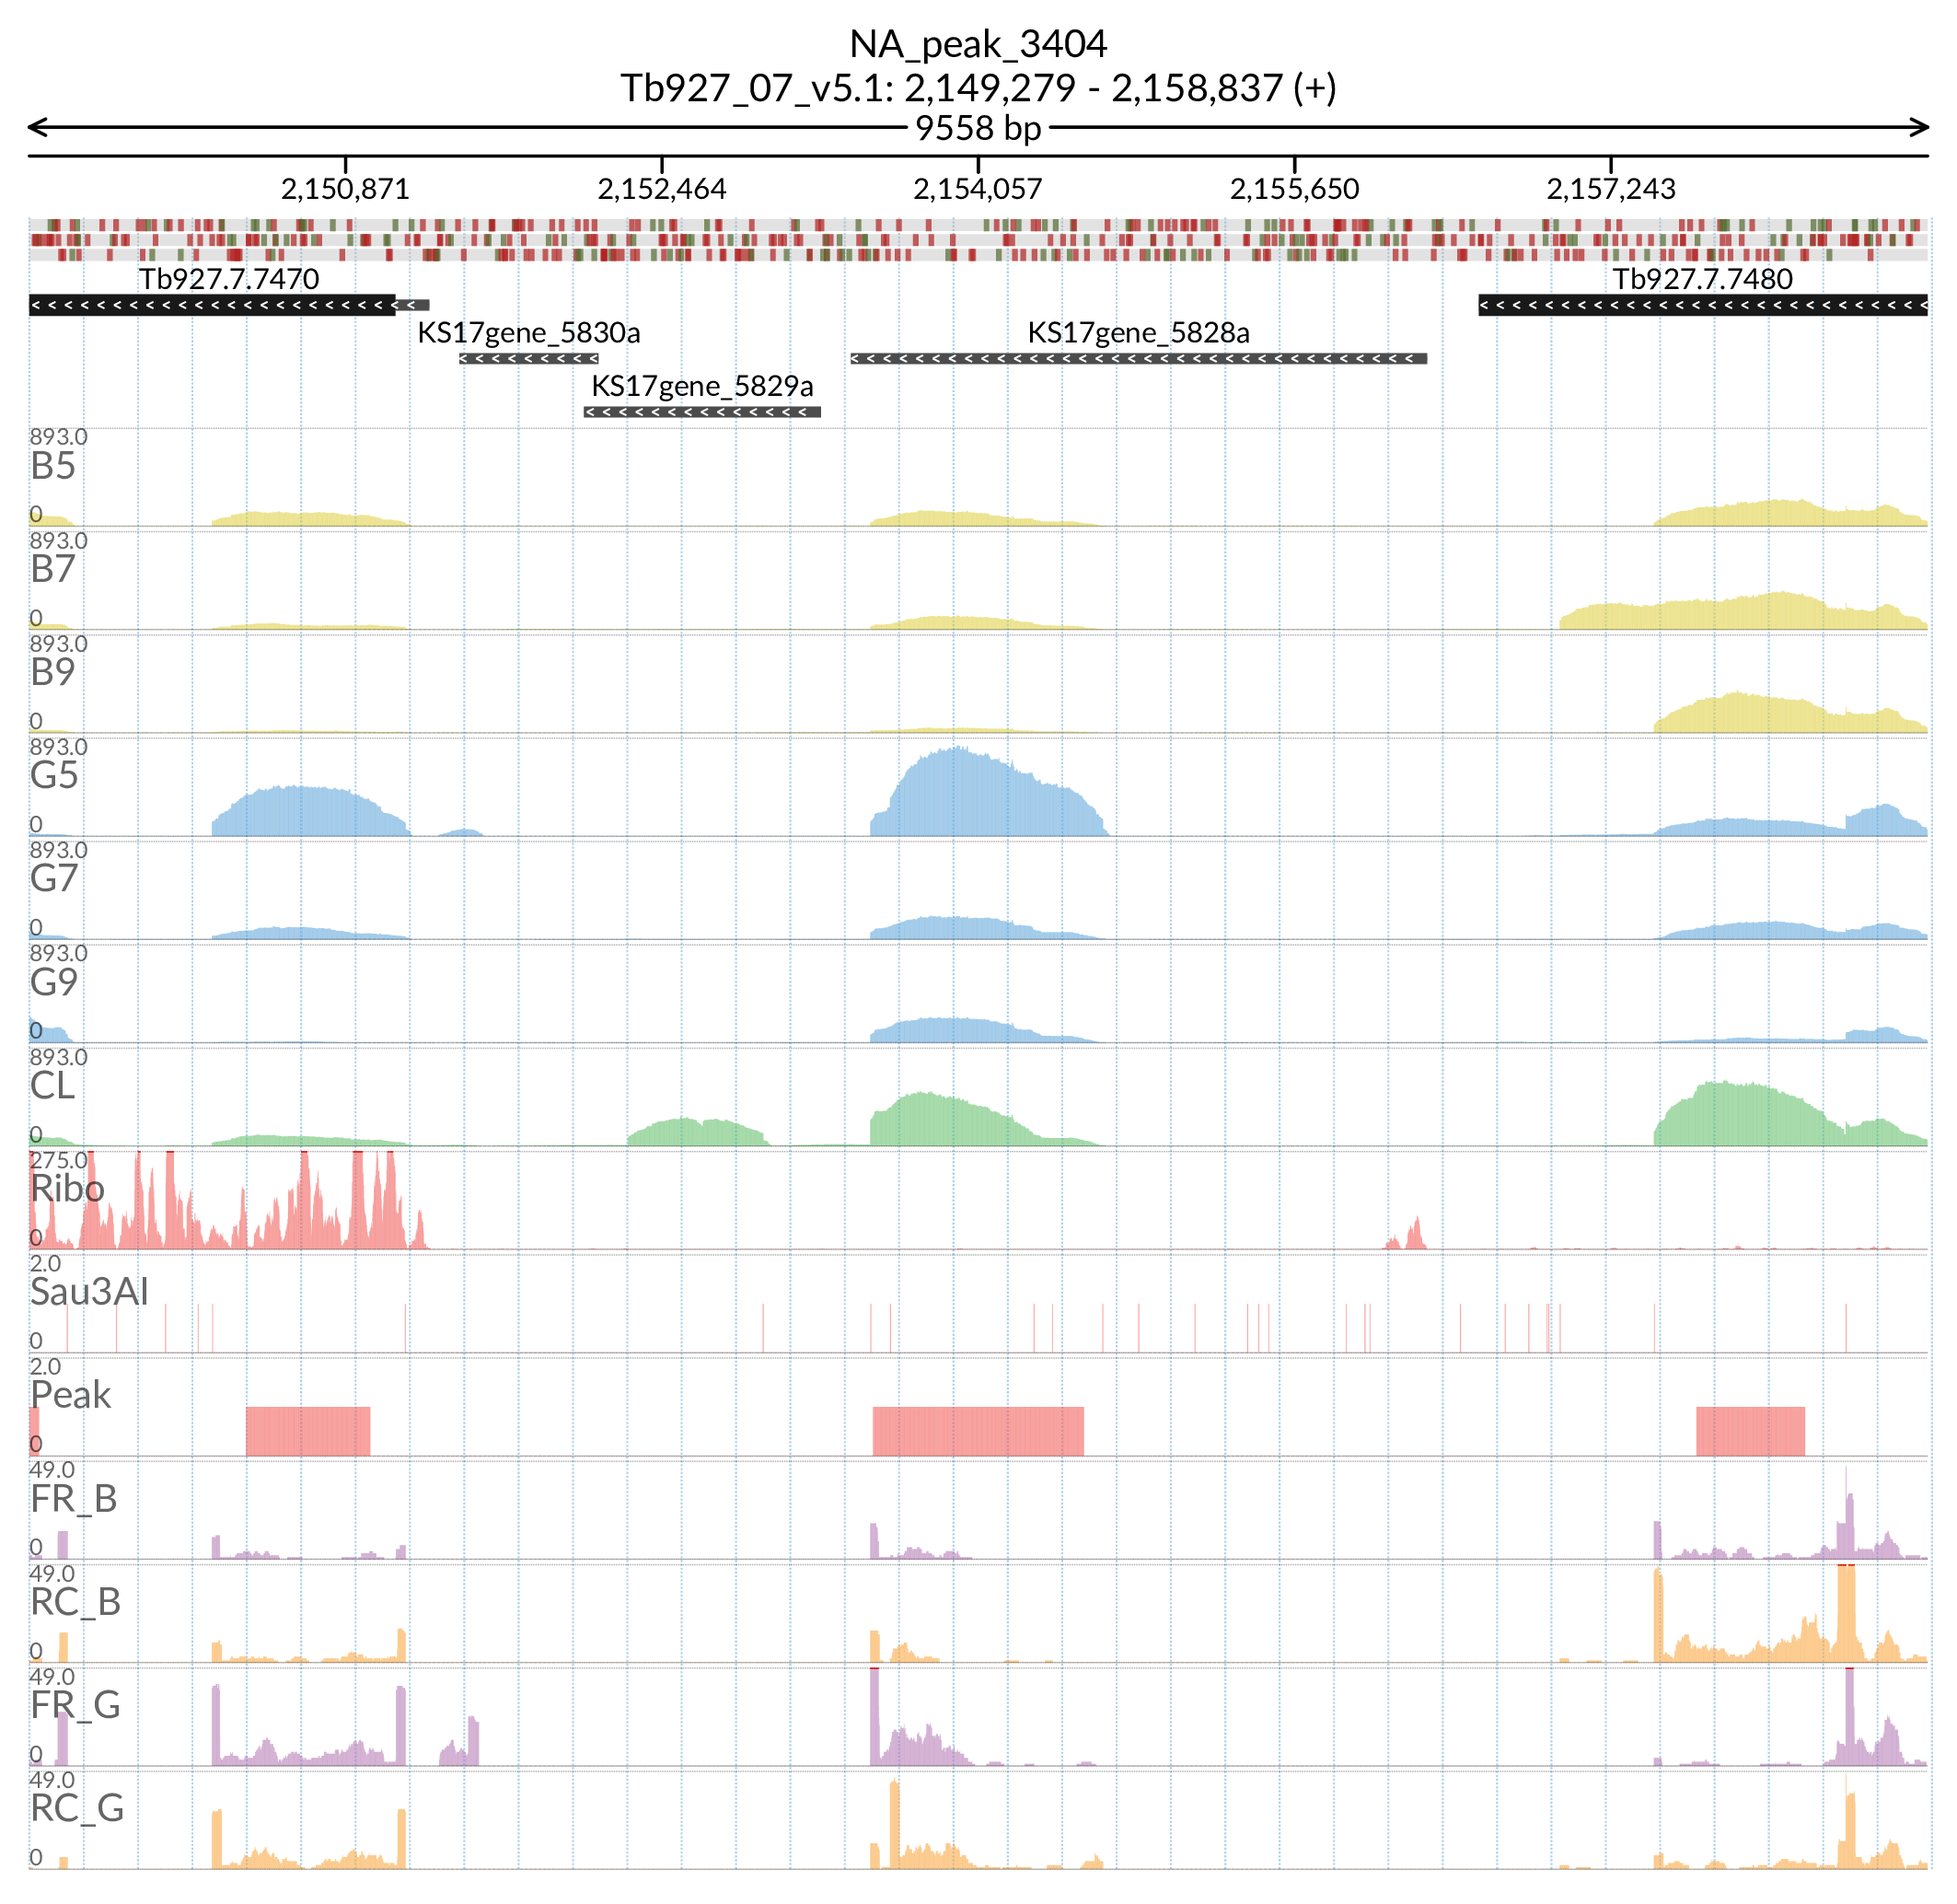 NA_peak_3404
Tb927_07_v5.1: 2,149,279 - 2,158,837 (+)
9558 bp
2,150,871 2,152,464 2,154,057 2,155,650 2,157,243
Tb927.7.7470 Tb927.7.7480
KS17gene_5830a KS17gene_5828a
KS17gene_5829a
893.0
B5
0
893.0
B7
0
893.0
B9
0
893.0
G5
0
893.0
G7
0
893.0
G9
0
893.0
CL
0
275.0
Ribo
0
2.0
Sau3AI
0
2.0
Peak
0
49.0
FR_B
0
49.0
RC_B
0
49.0
FR_G
0
49.0
RC_G
0